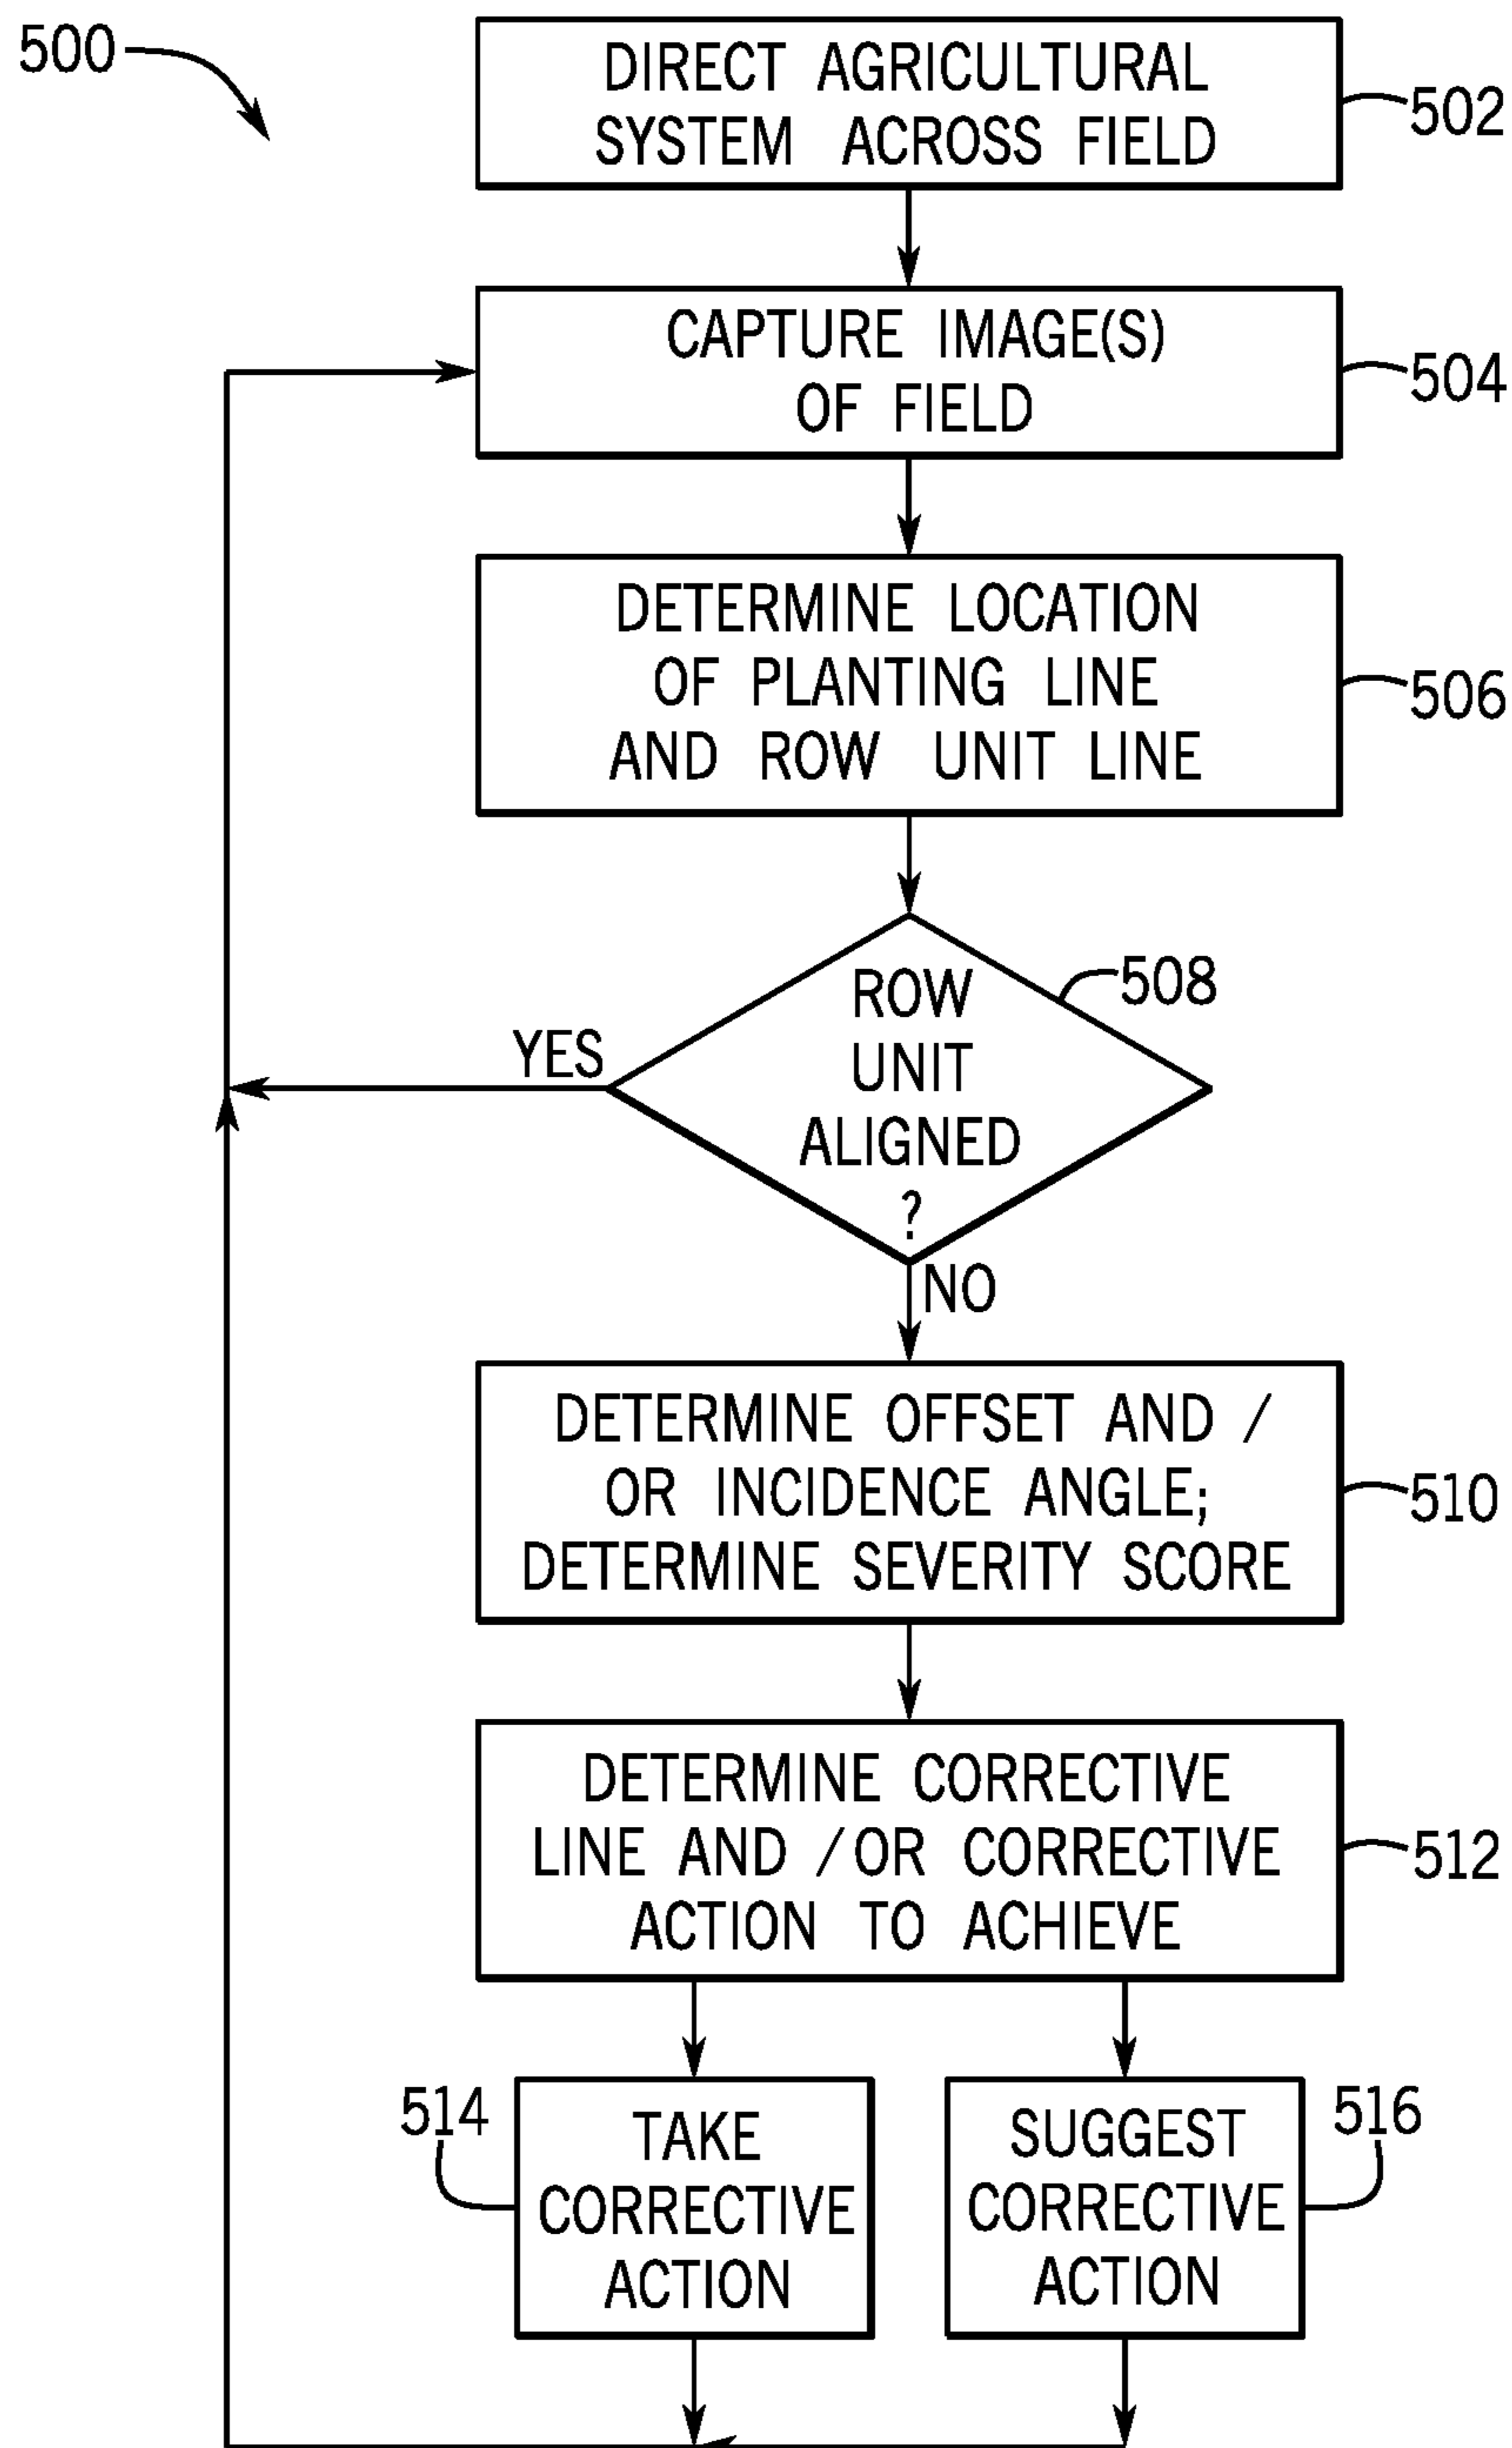 500
DIRECT AGRICULTURAL
SYSTEM ACROSS FIELD
502
CAPTURE IMAGE(S)
OF FIELD
504
DETERMINE LOCATION
OF PLANTING LINE
AND ROW UNIT LINE
506
ROW
UNIT
ALIGNED
?
508
YES
NO
DETERMINE OFFSET AND /
OR INCIDENCE ANGLE;
DETERMINE SEVERITY SCORE
510
DETERMINE CORRECTIVE
LINE AND /OR CORRECTIVE
ACTION TO ACHIEVE
512
514
TAKE
CORRECTIVE
ACTION
SUGGEST
CORRECTIVE
ACTION
516